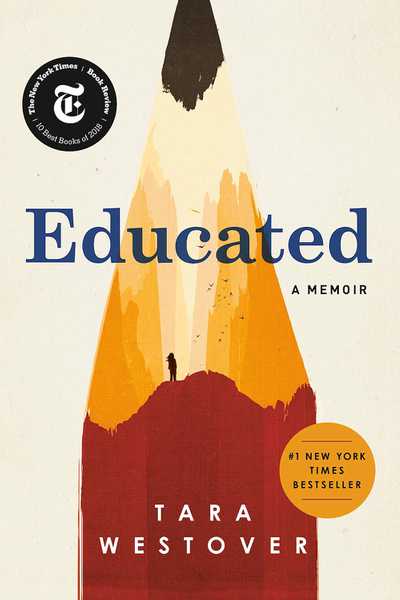 The New York Times | Book Review
10 Best Books of 2018
T
Educated
A MEMOIR
#1 NEW YORK
TIMES
BESTSELLER
TARA
WESTOVER